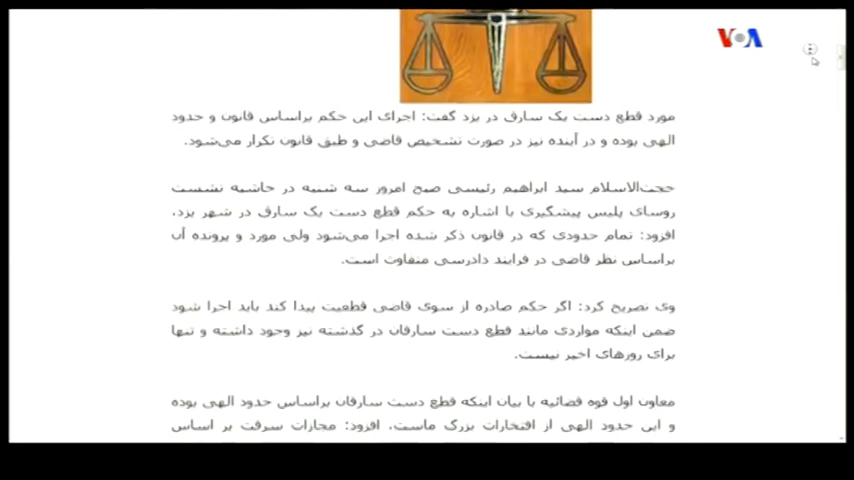 VOA
مورد قطع دست یک سارق در یزد گفت: اجرای این حکم براساس قانون و حدود
الهی بوده و در آینده نیز در صورت تشخیص قاضی و طبق قانون تکرار می‌شود.
حجت‌الاسلام سید ابراهیم رئیسی صبح امروز سه شنبه در حاشیه نشست
روسای پلیس پیشگیری با اشاره به حکم قطع دست یک سارق در شهر یزد،
افزود: تمام حدودی که در قانون ذکر شده اجرا می‌شود ولی مورد و پرونده آن
براساس نظر قاضی در فرایند دادرسی متفاوت است.
وی تصریح کرد: اگر حکم صادره از سوی قاضی قطعیت پیدا کند باید اجرا شود
ضمن اینکه مواردی مانند قطع دست سارقان در گذشته نیز وجود داشته و تنها
برای روزهای اخیر نیست.
معاون اول قوه قضائیه با بیان اینکه قطع دست سارقان براساس حدود الهی بوده
و این حدود الهی از افتخارات بزرگ ماست، افزود: مجازات سرقت بر اساس